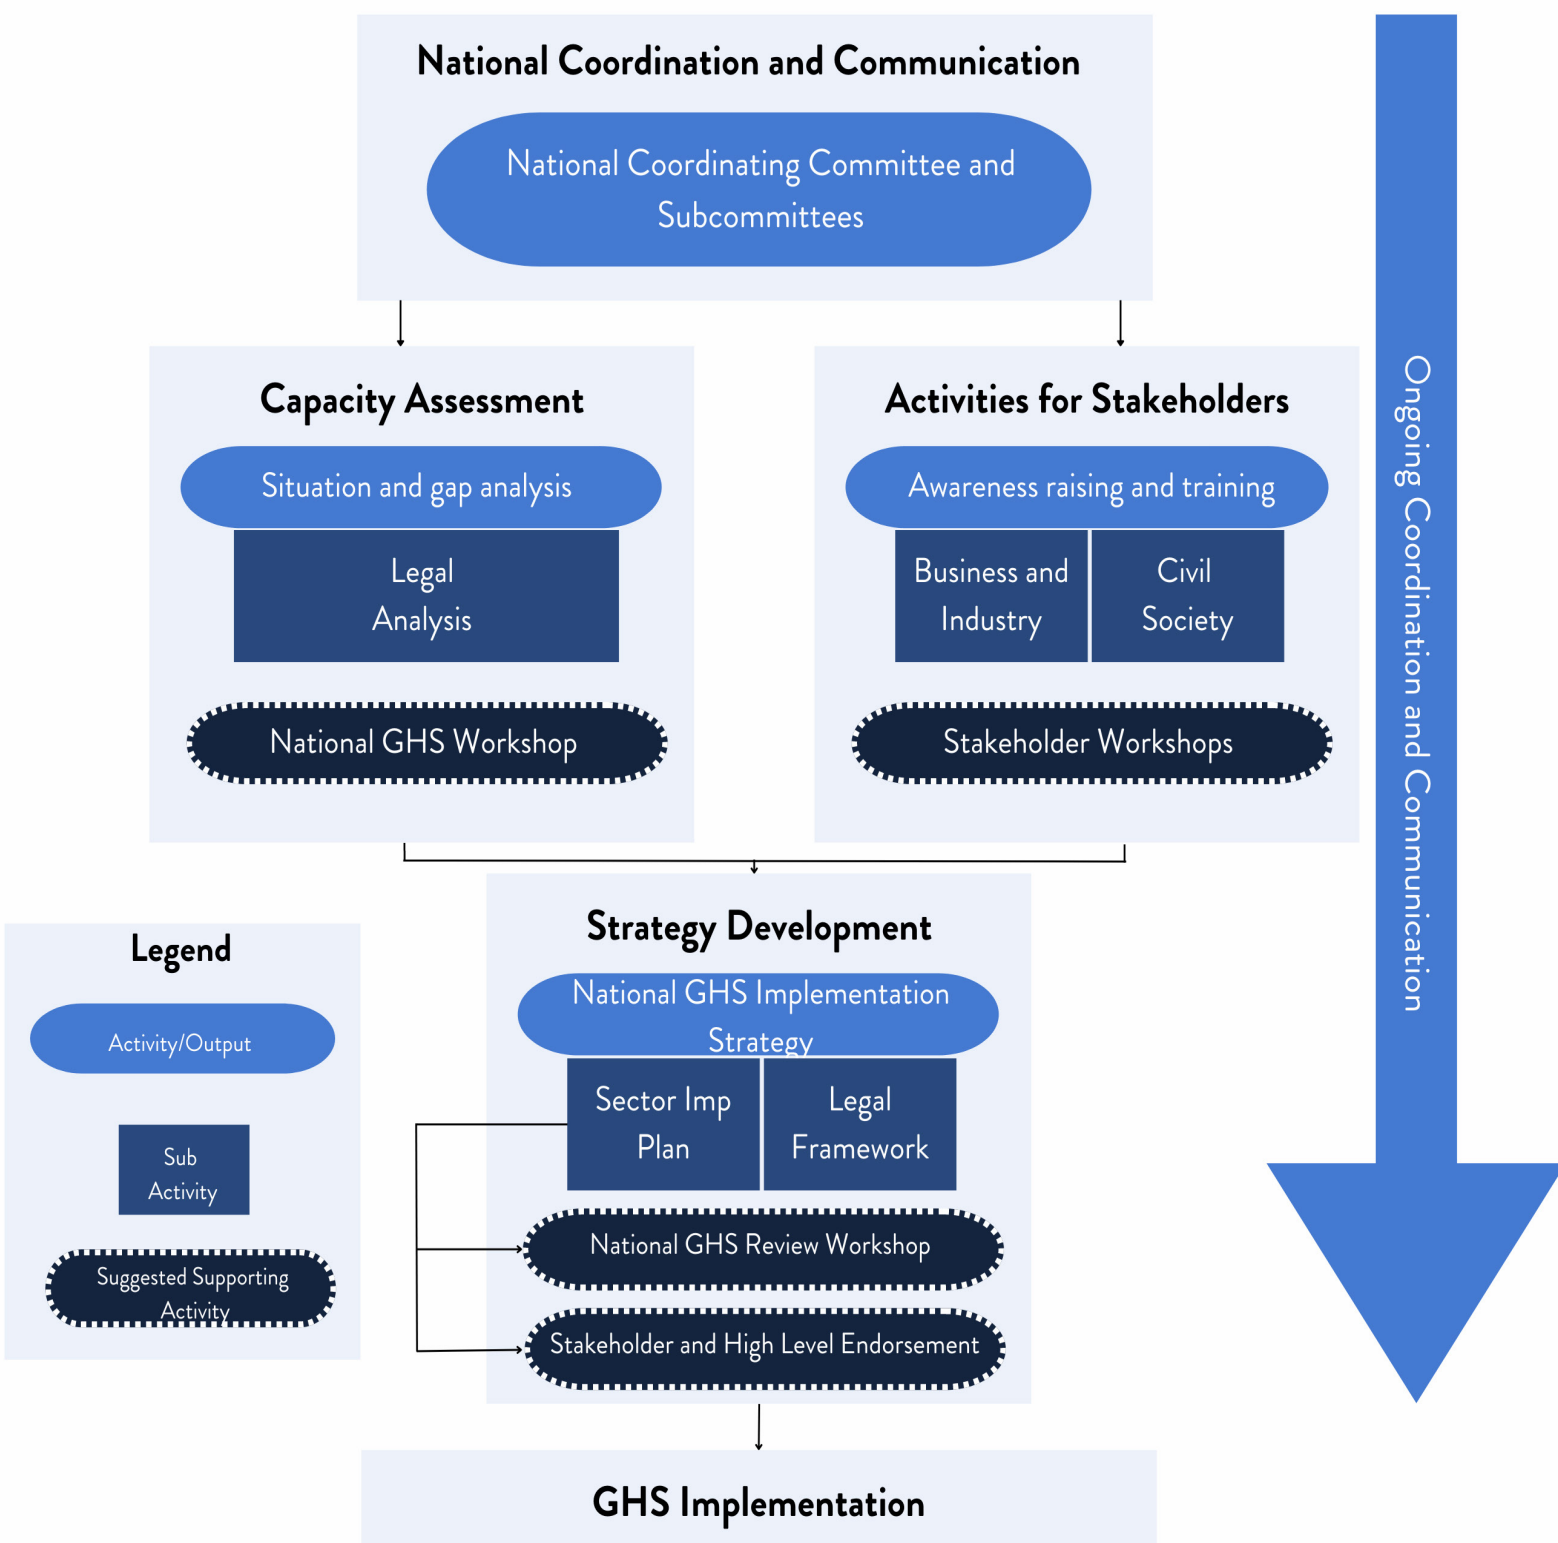 National Coordination and Communication
National Coordinating Committee and
Subcommittees
Capacity Assessment
Situation and gap analysis
Legal
Analysis
National GHS Workshop
Activities for Stakeholders
Awareness raising and training
Business and
Industry
Civil
Society
Stakeholder Workshops
Ongoing Coordination and Communication
Strategy Development
National GHS Implementation
Strategy
Sector Imp
Plan
Legal
Framework
National GHS Review Workshop
Stakeholder and High Level Endorsement
Legend
Activity/Output
Sub
Activity
Suggested Supporting
Activity
GHS Implementation